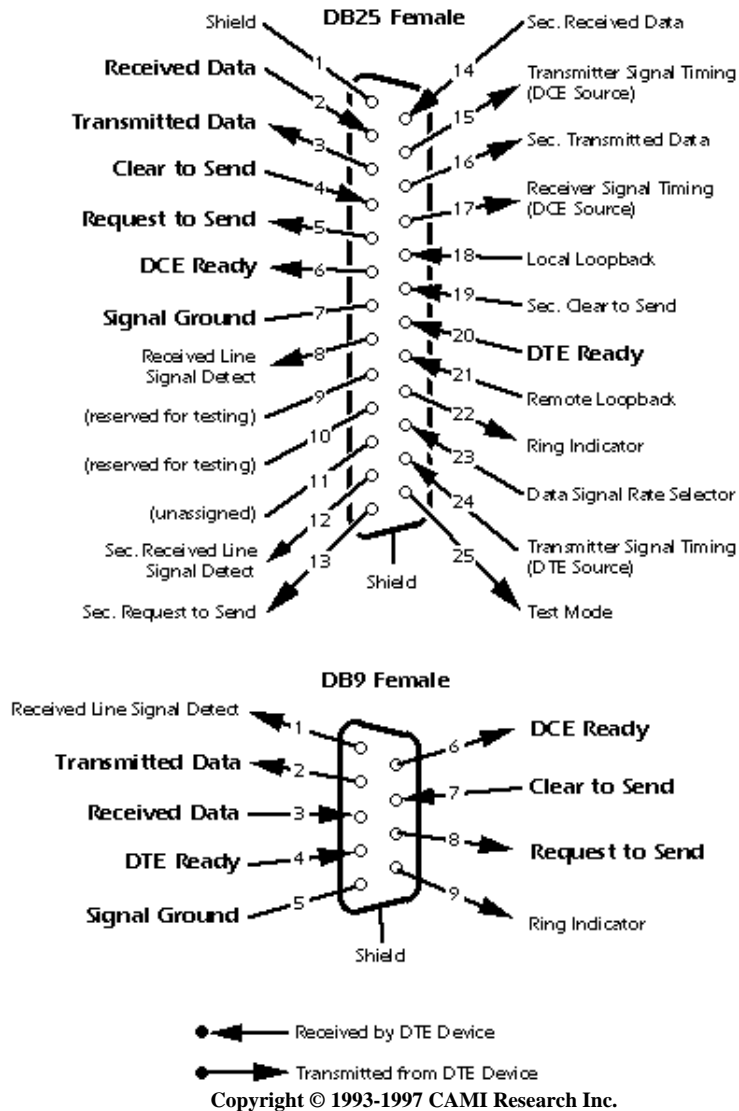 DB25 Female
Shield
1
Received Data
2
Transmitted Data
3
Clear to Send
4
Request to Send
5
DCE Ready
6
Signal Ground
7
Received Line
Signal Detect
8
(reserved for testing)
9
(reserved for testing)
10
(unassigned)
11
Sec. Received Line
Signal Detect
12
Sec. Request to Send
13
Sec. Received Data
14
Transmitter Signal Timing
(DCE Source)
15
Sec. Transmitted Data
16
Receiver Signal Timing
(DCE Source)
17
Local Loopback
18
Sec. Clear to Send
19
DTE Ready
20
Remote Loopback
21
Ring Indicator
22
Data Signal Rate Selector
23
Transmitter Signal Timing
(DTE Source)
24
Test Mode
25
Shield
DB9 Female
Received Line Signal Detect
1
Transmitted Data
2
Received Data
3
DTE Ready
4
Signal Ground
5
DCE Ready
6
Clear to Send
7
Request to Send
8
Ring Indicator
9
Shield
Received by DTE Device
Transmitted from DTE Device
Copyright © 1993-1997 CAMI Research Inc.